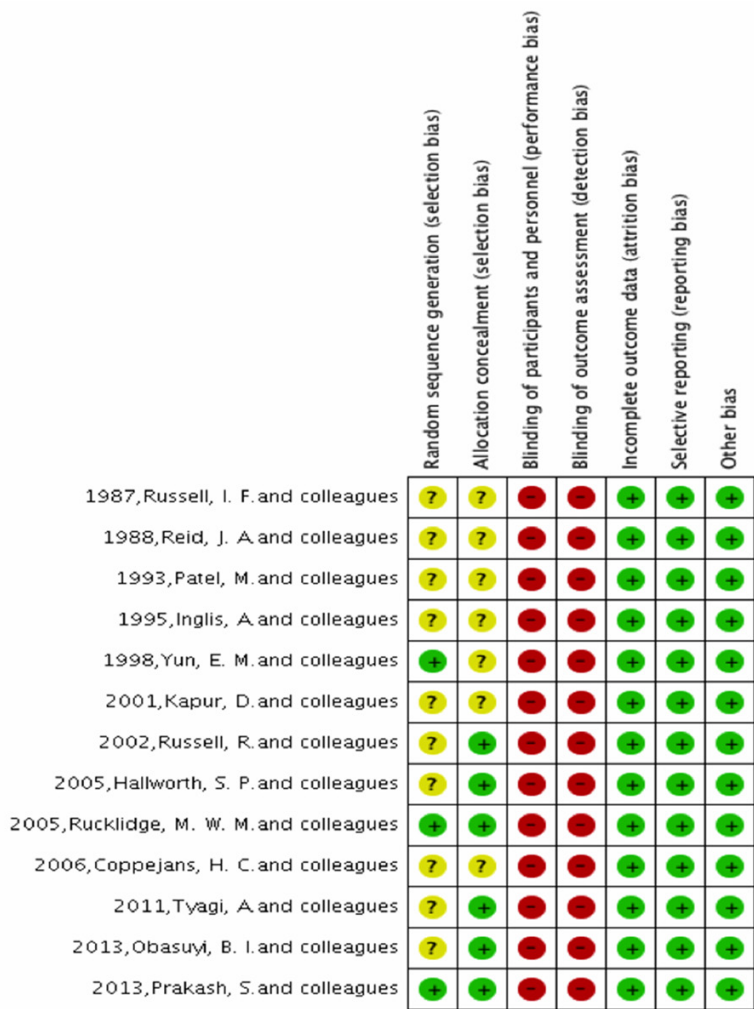 Random sequence generation (selection bias)
Allocation concealment (selection bias)
Blinding of participants and personnel (performance bias)
Blinding of outcome assessment (detection bias)
Incomplete outcome data (attrition bias)
Selective reporting (reporting bias)
Other bias
1987,Russell, I. F.and colleagues ? ? - - + + +
1988,Reid, J. A.and colleagues ? ? - - + + +
1993,Patel, M.and colleagues ? ? - - + + +
1995,Inglis, A.and colleagues ? ? - - + + +
1998,Yun, E. M.and colleagues + ? - - + + +
2001,Kapur, D.and colleagues ? ? - - + + +
2002,Russell, R.and colleagues ? + - - + + +
2005,Hallworth, S. P.and colleagues ? + - - + + +
2005,Rucklidge, M. W. M.and colleagues + + - - + + +
2006,Coppejans, H. C.and colleagues ? ? - - + + +
2011,Tyagi, A.and colleagues ? + - - + + +
2013,Obasuyi, B. I.and colleagues ? + - - + + +
2013,Prakash, S.and colleagues + + - - + + +